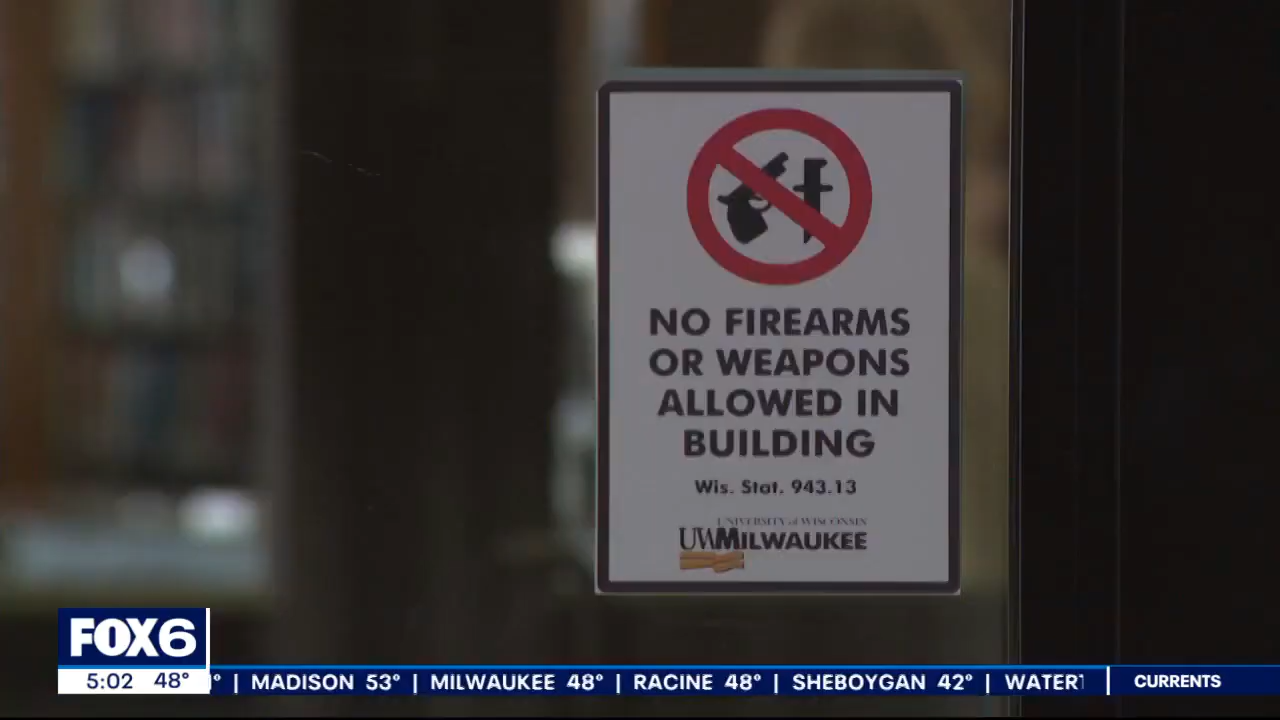 NO FIREARMS
OR WEAPONS
ALLOWED IN
BUILDING
Wis. Stat. 943.13
UNIVERSITY of WISCONSIN
UWMILWAUKEE
FOX6
5:02 48°
° | MADISON 53° | MILWAUKEE 48° | RACINE 48° | SHEBOYGAN 42° | WATERT
CURRENTS